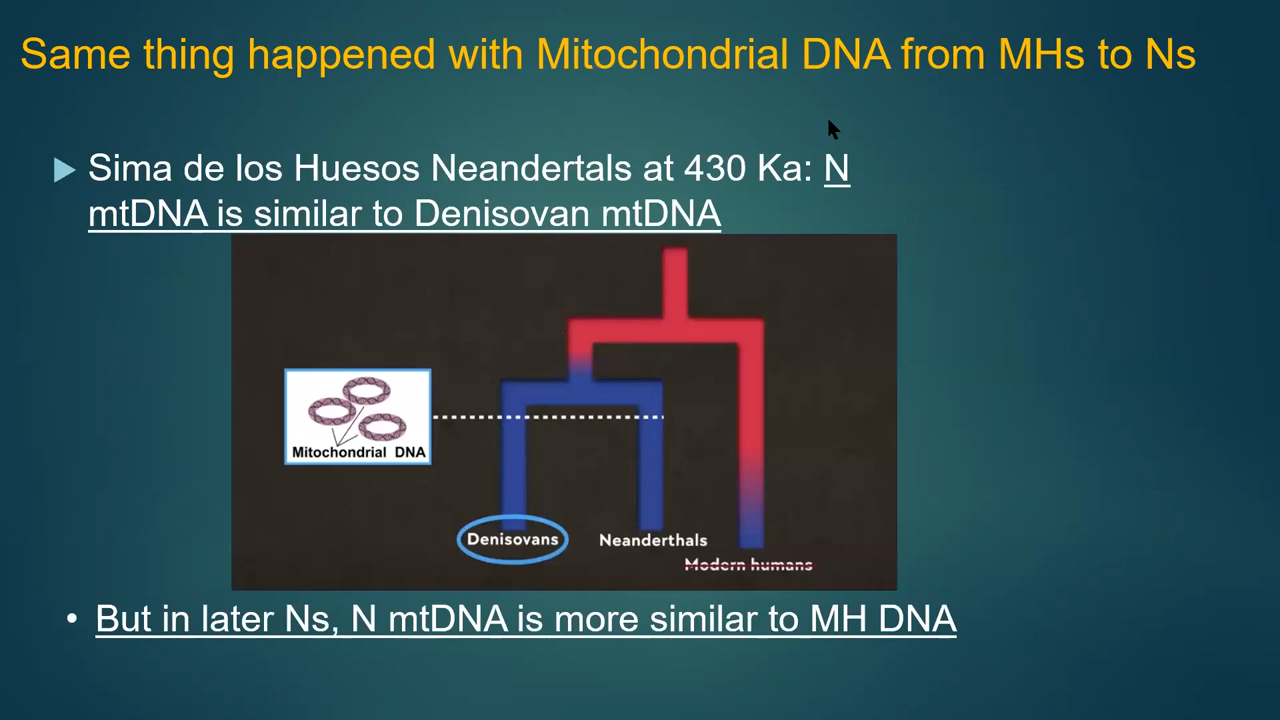 Same thing happened with Mitochondrial DNA from MHs to Ns
Sima de los Huesos Neandertals at 430 Ka: N
mtDNA is similar to Denisovan mtDNA
Mitochondrial DNA
Denisovans
Neanderthals
Modern humans
• But in later Ns, N mtDNA is more similar to MH DNA